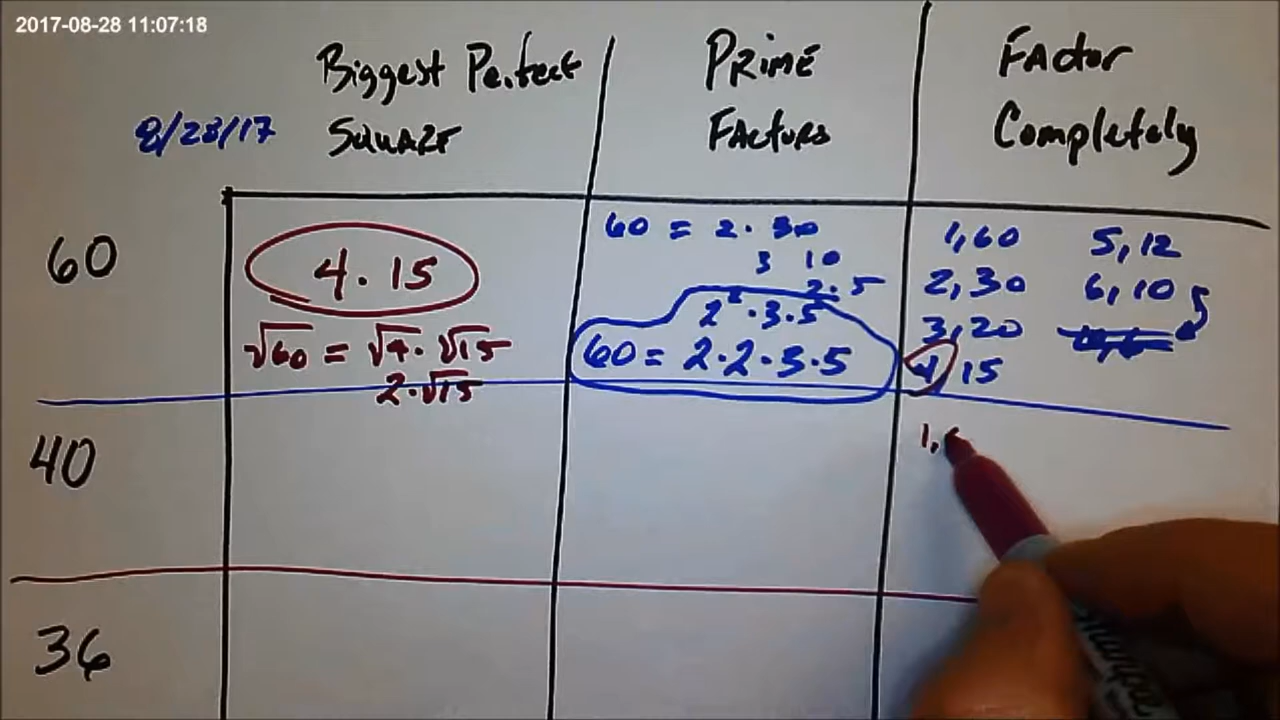 2017-08-28 11:07:18
Biggest Perfect Square
Prime Factors
Factor Completely
8/28/17
60
4 · 15
√60 = √4 · √15
2 · √15
60 = 2 · 30
3 10
2 · 5
2² · 3 · 5
60 = 2 · 2 · 3 · 5
1, 60
2, 30
3, 20
4, 15
5, 12
6, 10
40
1,
36
Sharpie